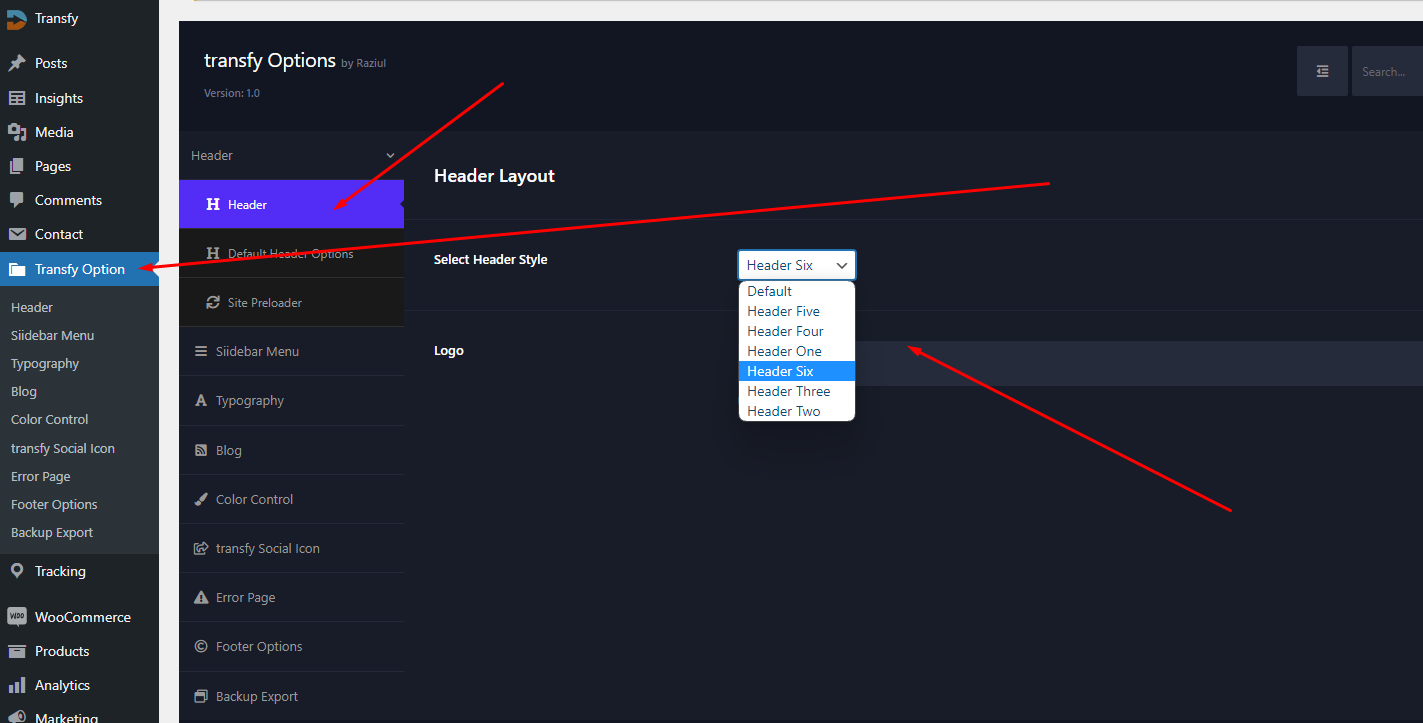 Transfy
Posts
Insights
Media
Pages
Comments
Contact
Transfy Option
Header
Siidebar Menu
Typography
Blog
Color Control
transfy Social Icon
Error Page
Footer Options
Backup Export
Tracking
WOO WooCommerce
Products
Analytics
Marketing
transfy Options by Raziul
Version: 1.0
Search...
Header
H Header
H Default Header Options
Site Preloader
Siidebar Menu
A Typography
Blog
Color Control
transfy Social Icon
Error Page
© Footer Options
Backup Export
Header Layout
Select Header Style
Header Six
Default
Header Five
Header Four
Header One
Header Six
Header Three
Header Two
Logo